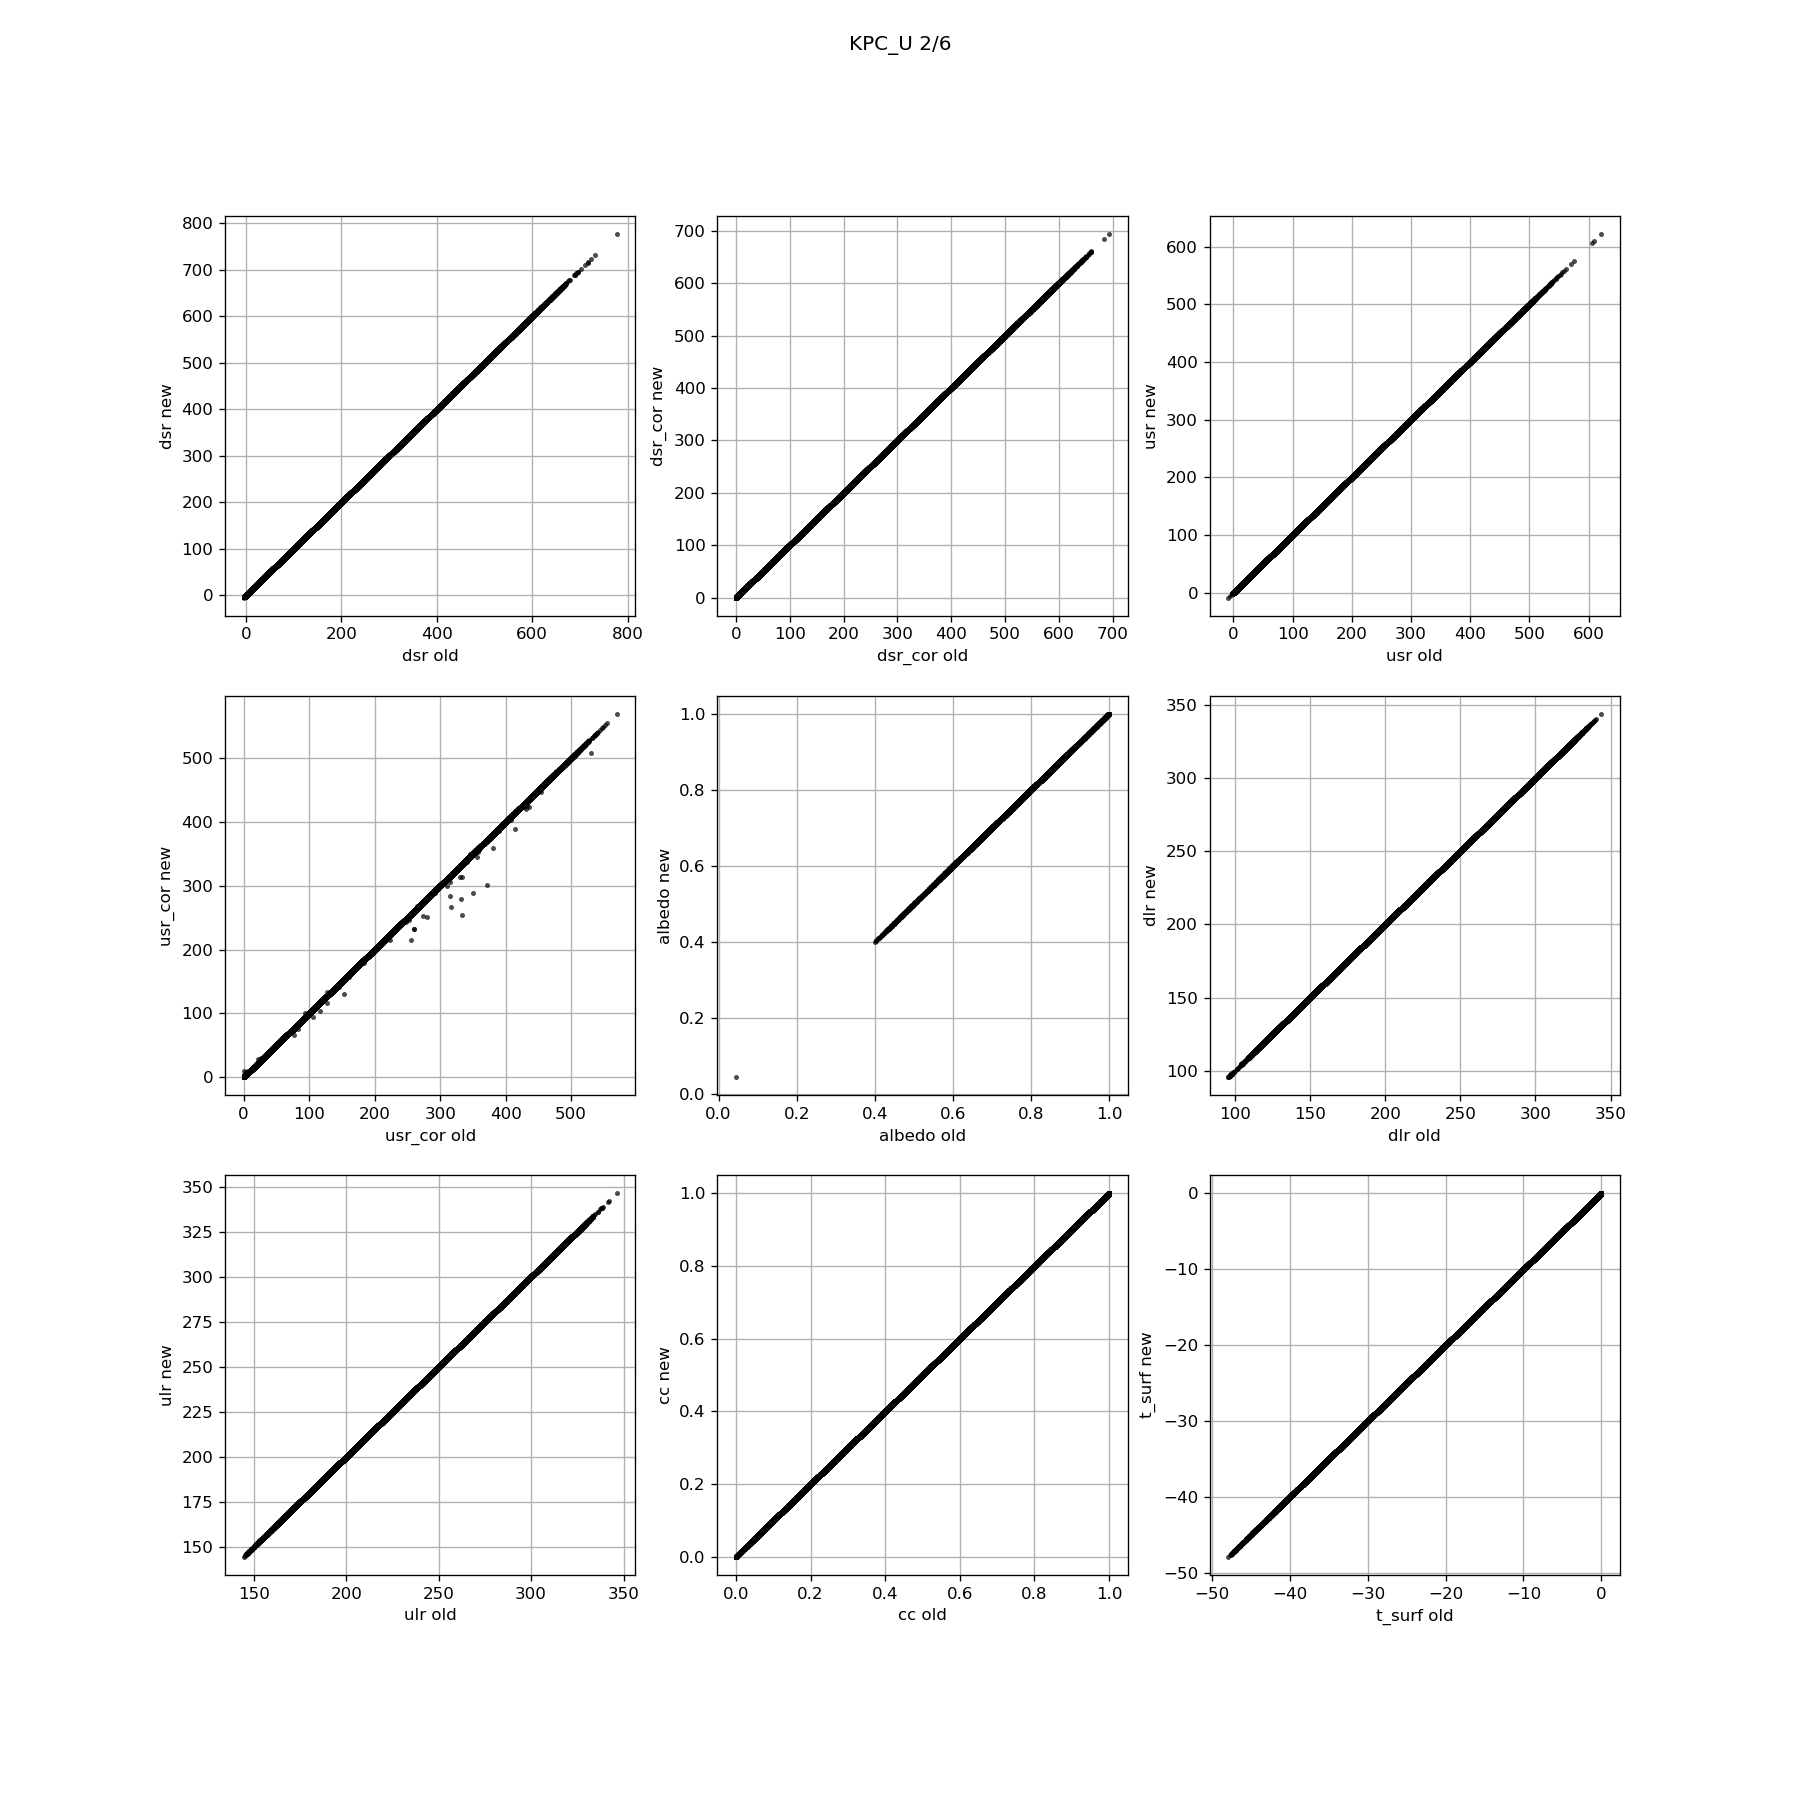 KPC_U 2/6
800
700
600
500
400
300
200
100
0
dsr new
0 200 400 600 800
dsr old
700
600
500
400
300
200
100
0
dsr_cor new
0 100 200 300 400 500 600 700
dsr_cor old
600
500
400
300
200
100
0
usr new
0 100 200 300 400 500 600
usr old
500
400
300
200
100
0
usr_cor new
0 100 200 300 400 500
usr_cor old
1.0
0.8
0.6
0.4
0.2
0.0
albedo new
0.0 0.2 0.4 0.6 0.8 1.0
albedo old
350
300
250
200
150
100
dlr new
100 150 200 250 300 350
dlr old
350
325
300
275
250
225
200
175
150
ulr new
150 200 250 300 350
ulr old
1.0
0.8
0.6
0.4
0.2
0.0
cc new
0.0 0.2 0.4 0.6 0.8 1.0
cc old
0
−10
−20
−30
−40
−50
t_surf new
−50 −40 −30 −20 −10 0
t_surf old